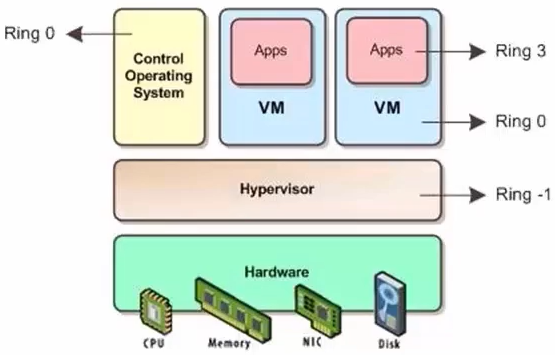 Ring 0
Control
Operating
System
Apps
VM
Apps
VM
Ring 3
Ring 0
Hypervisor
Ring -1
Hardware
CPU
Memory
NIC
Disk